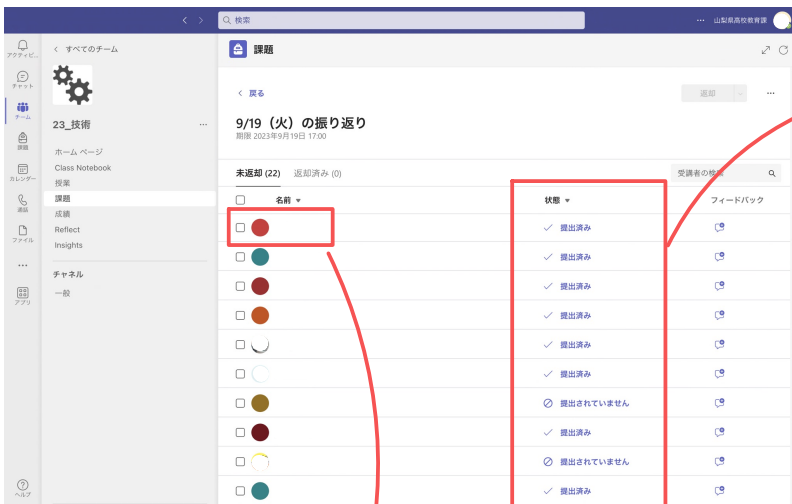 検索
山梨県高校教育課
アクティビ...
チャット
チーム
課題
カレンダー
通話
ファイル
アプリ
ヘルプ
すべてのチーム
23_技術
ホーム ページ
Class Notebook
授業
課題
成績
Reflect
Insights
チャネル
一般
課題
戻る
返却
9/19（火）の振り返り
期限 2023年9月19日 17:00
未返却 (22) 返却済み (0)
受講者の検索
名前 状態 フィードバック
提出済み
提出済み
提出済み
提出済み
提出済み
提出済み
提出されていません
提出済み
提出されていません
提出済み